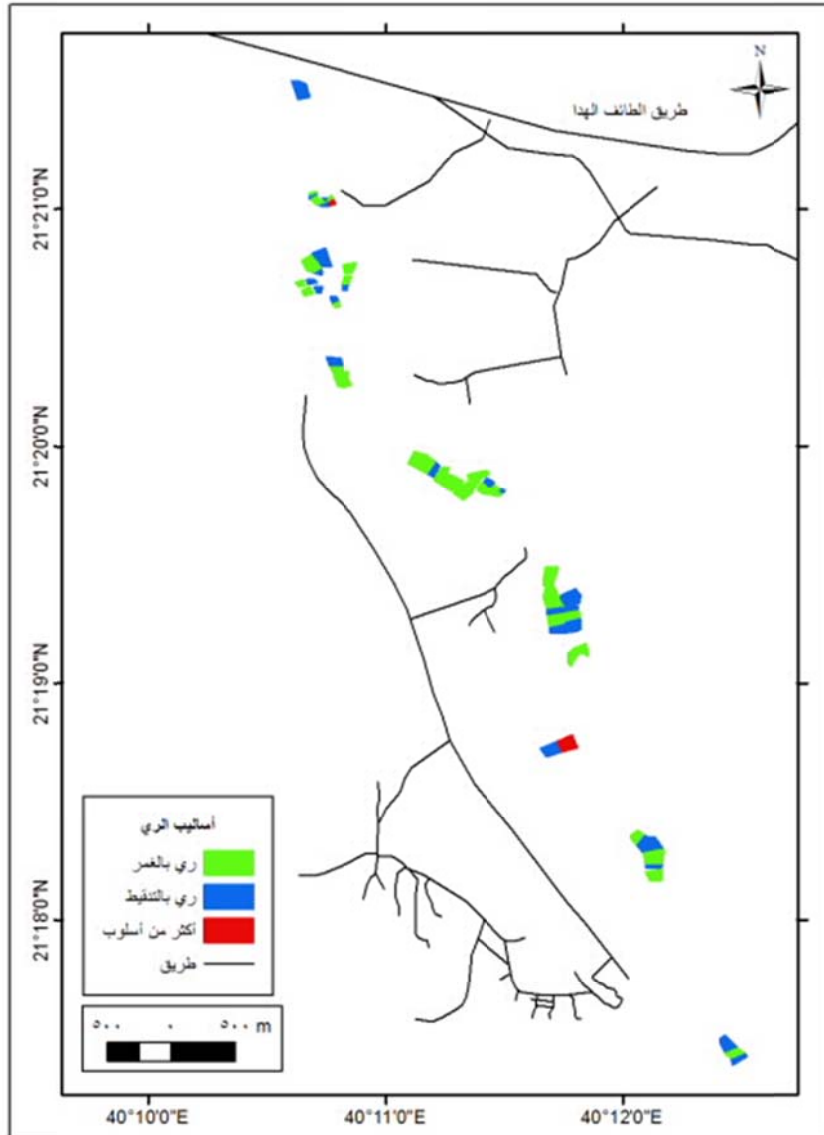 N
طريق الطائف الهدا
21°21'0"N
21°20'0"N
21°19'0"N
21°18'0"N
أساليب الري
ري بالغمر
ري بالتنقيط
أكثر من أسلوب
طريق
٥٠٠ ٠ ٥٠٠ m
40°10'0"E 40°11'0"E 40°12'0"E